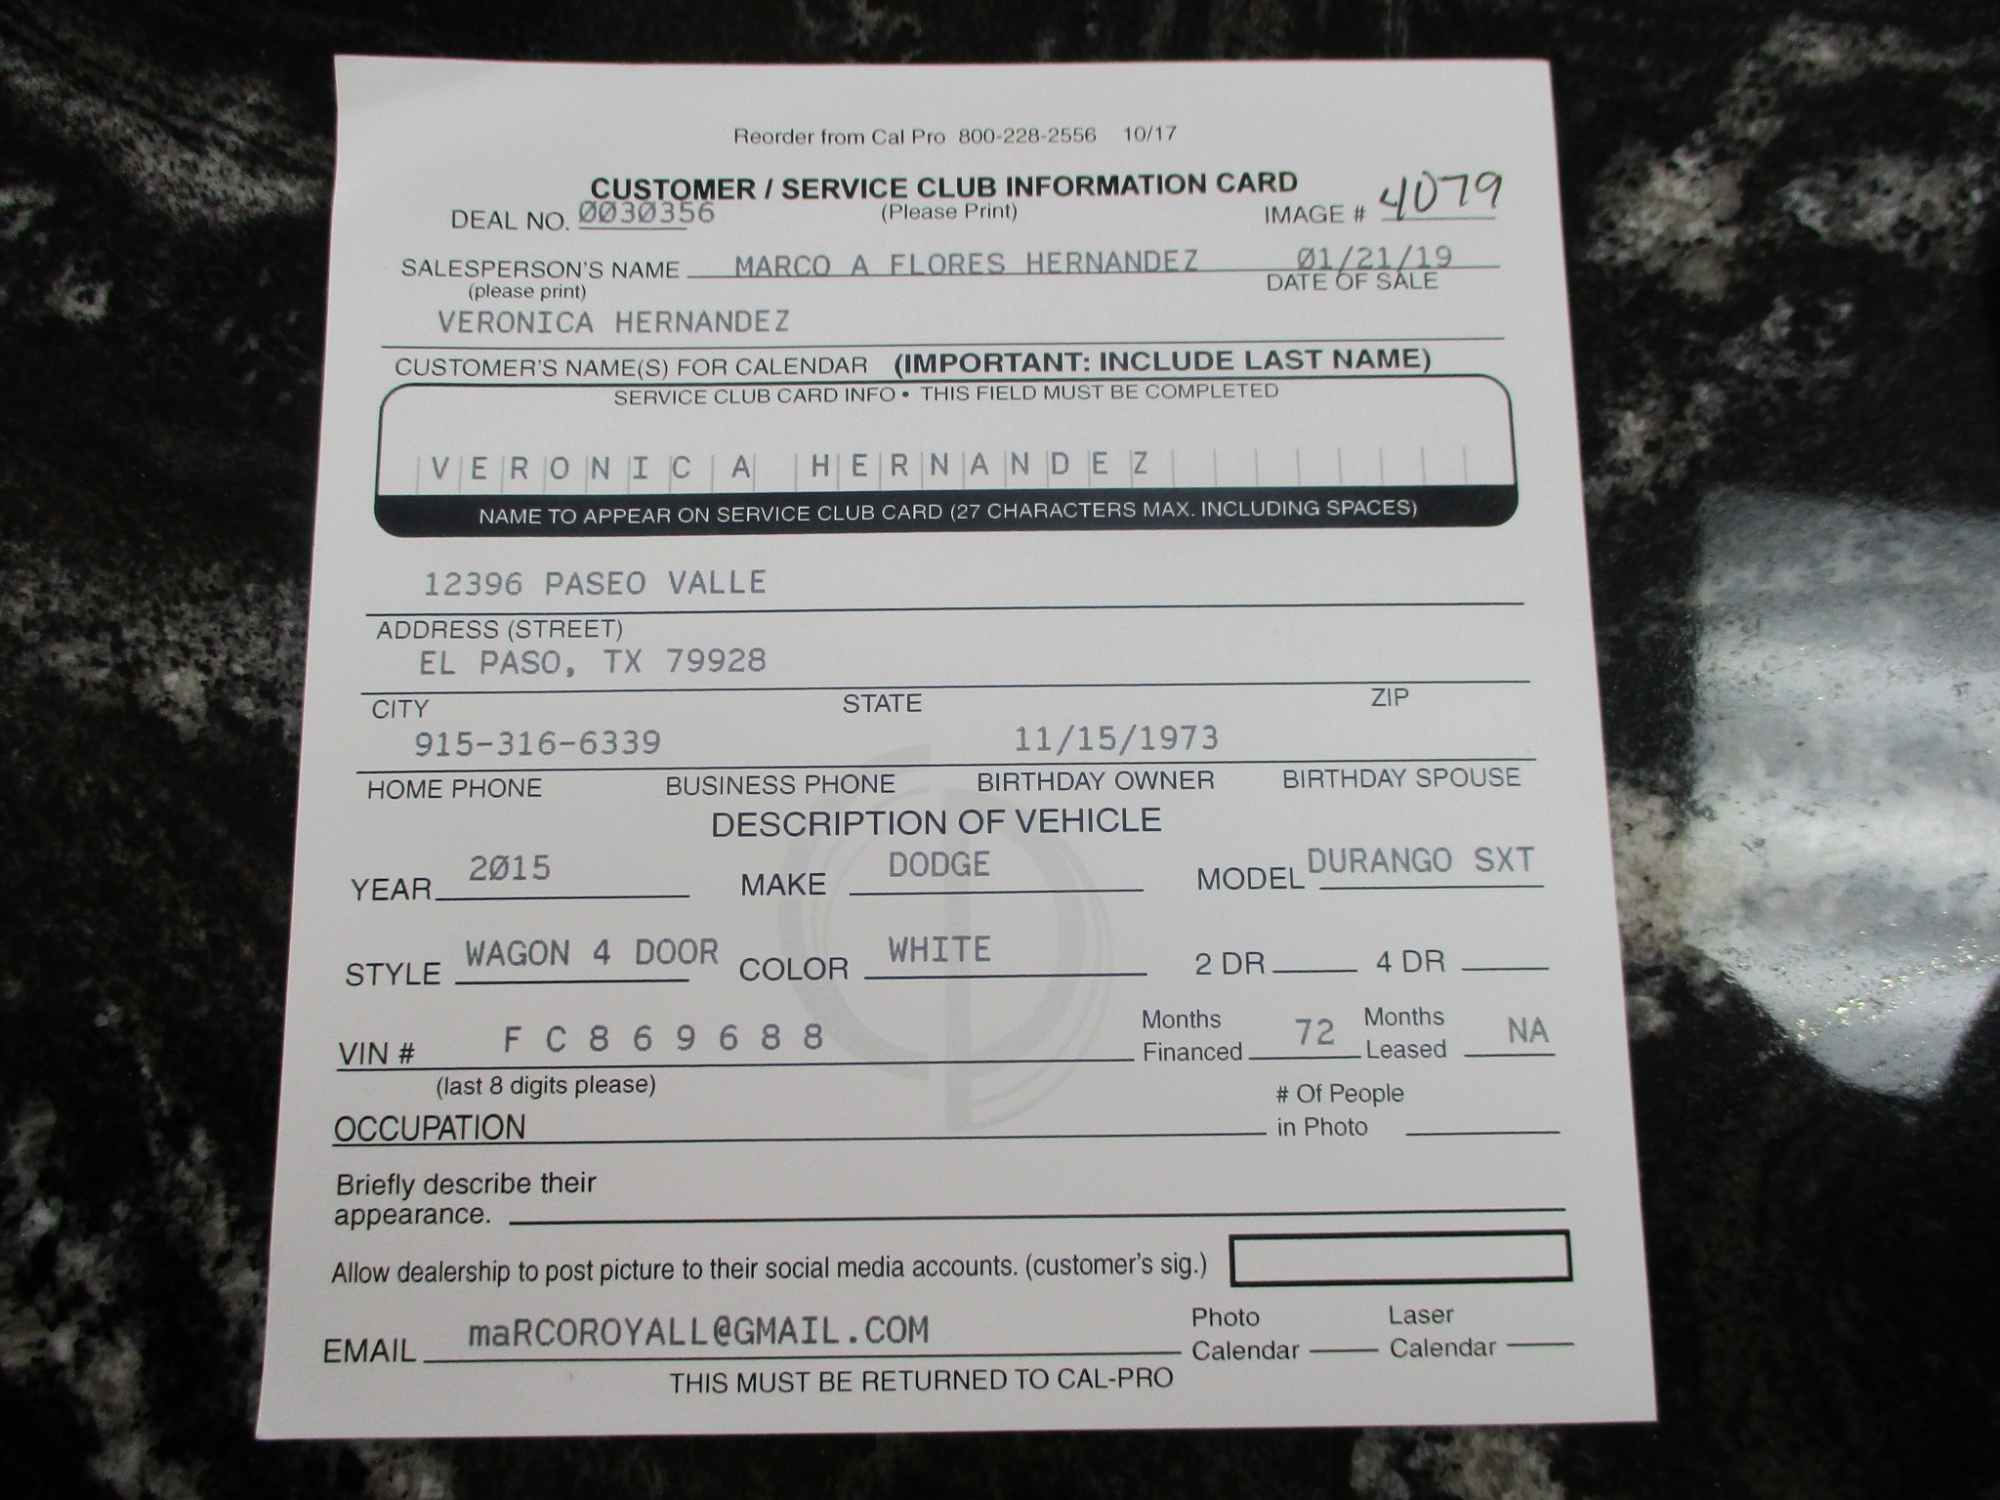 Reorder from Cal Pro 800-228-2556 10/17
CUSTOMER / SERVICE CLUB INFORMATION CARD
DEAL NO. 0030356 (Please Print) IMAGE # 4079
SALESPERSON'S NAME MARCO A FLORES HERNANDEZ 01/21/19
(please print) DATE OF SALE
VERONICA HERNANDEZ
CUSTOMER'S NAME(S) FOR CALENDAR (IMPORTANT: INCLUDE LAST NAME)
SERVICE CLUB CARD INFO • THIS FIELD MUST BE COMPLETED
VERONICA HERNANDEZ
NAME TO APPEAR ON SERVICE CLUB CARD (27 CHARACTERS MAX. INCLUDING SPACES)
12396 PASEO VALLE
ADDRESS (STREET)
EL PASO, TX 79928
CITY STATE ZIP
915-316-6339 11/15/1973
HOME PHONE BUSINESS PHONE BIRTHDAY OWNER BIRTHDAY SPOUSE
DESCRIPTION OF VEHICLE
YEAR 2015 MAKE DODGE MODEL DURANGO SXT
STYLE WAGON 4 DOOR COLOR WHITE 2 DR 4 DR
VIN # F C 8 6 9 6 8 8 Months Financed 72 Months Leased NA
(last 8 digits please)
OCCUPATION # Of People in Photo
Briefly describe their
appearance.
Allow dealership to post picture to their social media accounts. (customer's sig.)
EMAIL maRCOROYALL@GMAIL.COM Photo Calendar Laser Calendar
THIS MUST BE RETURNED TO CAL-PRO